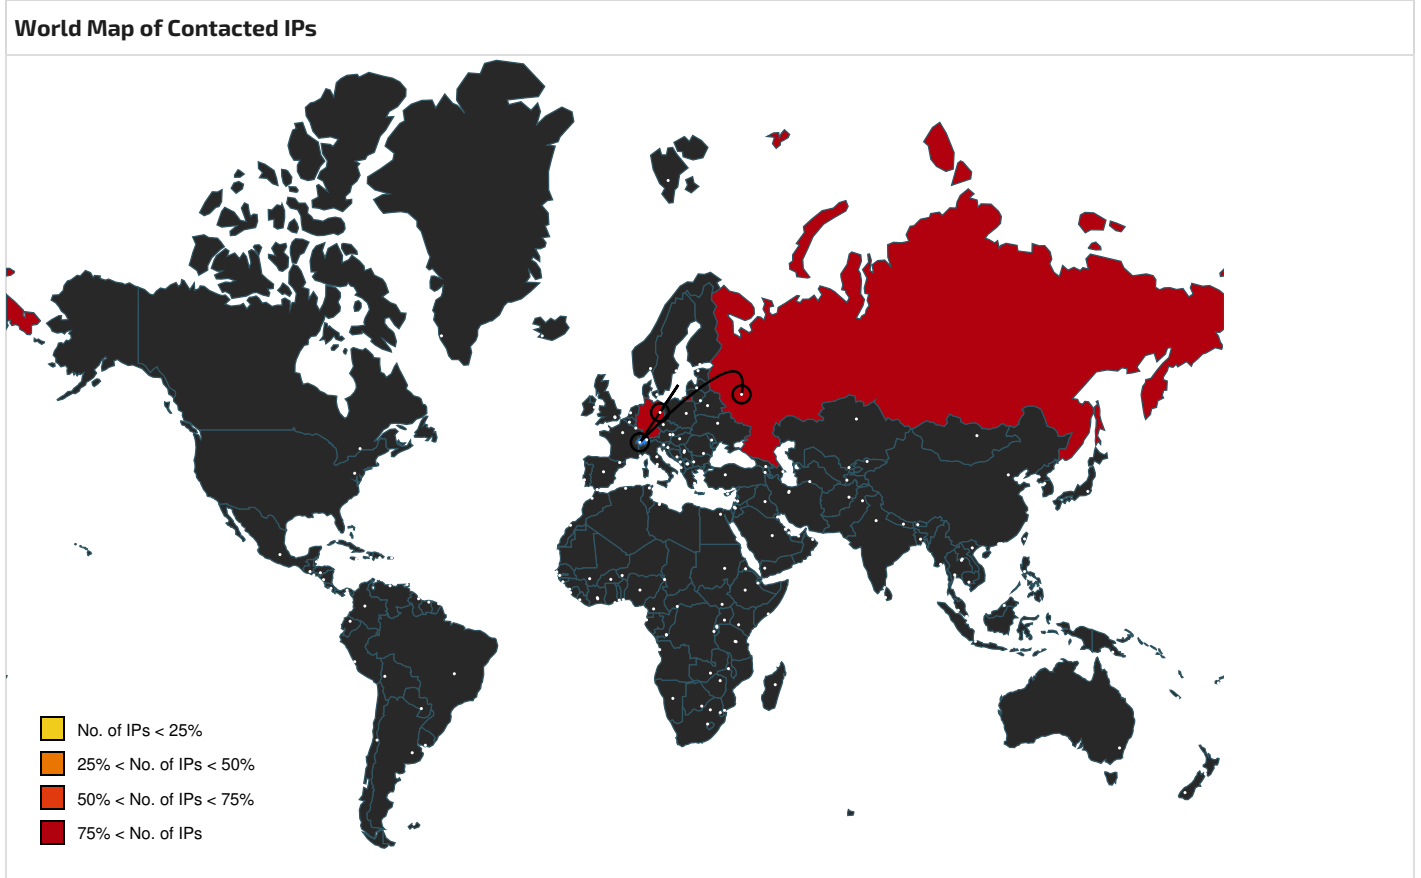 World Map of Contacted IPs
No. of IPs < 25%
25% < No. of IPs < 50%
50% < No. of IPs < 75%
75% < No. of IPs